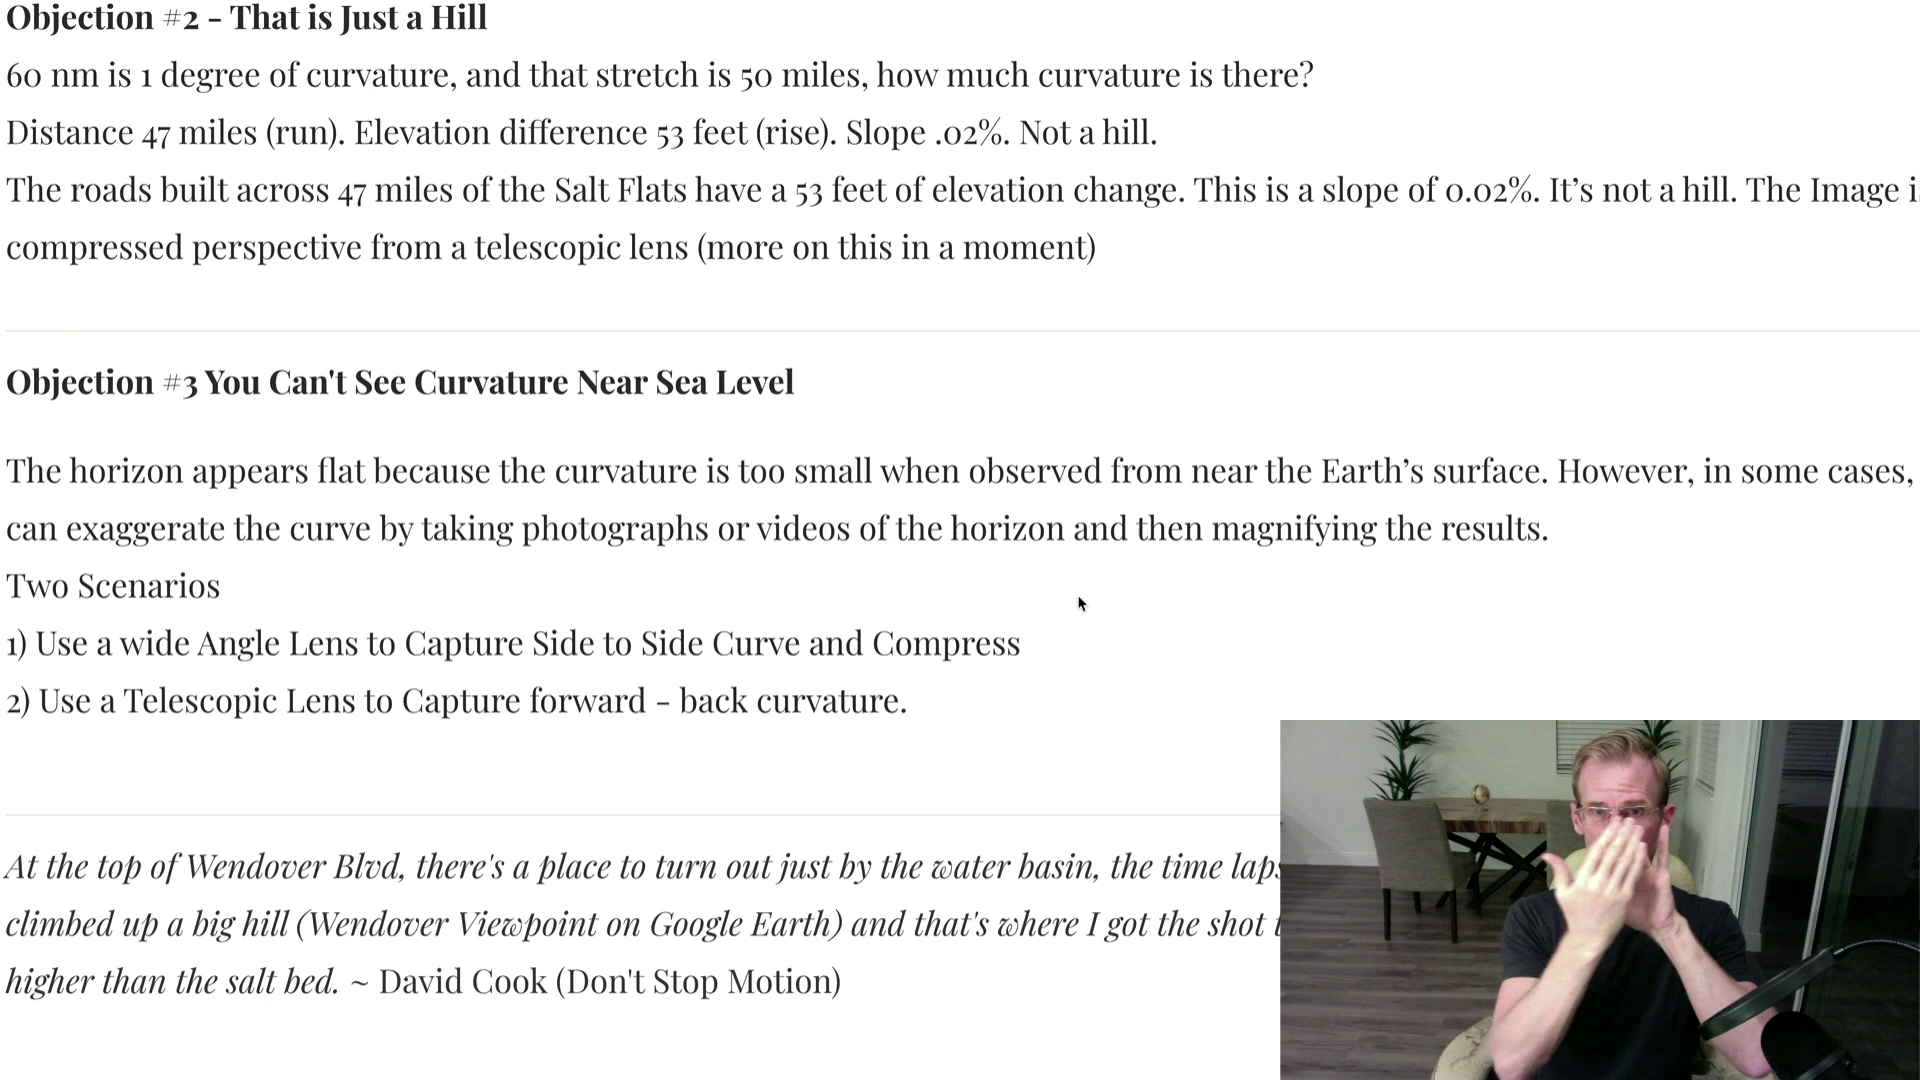 Objection #2 - That is Just a Hill
60 nm is 1 degree of curvature, and that stretch is 50 miles, how much curvature is there?
Distance 47 miles (run). Elevation difference 53 feet (rise). Slope .02%. Not a hill.
The roads built across 47 miles of the Salt Flats have a 53 feet of elevation change. This is a slope of 0.02%. It’s not a hill. The Image
compressed perspective from a telescopic lens (more on this in a moment)
Objection #3 You Can't See Curvature Near Sea Level
The horizon appears flat because the curvature is too small when observed from near the Earth’s surface. However, in some cases,
can exaggerate the curve by taking photographs or videos of the horizon and then magnifying the results.
Two Scenarios
1) Use a wide Angle Lens to Capture Side to Side Curve and Compress
2) Use a Telescopic Lens to Capture forward - back curvature.
At the top of Wendover Blvd, there's a place to turn out just by the water basin, the time
climbed up a big hill (Wendover Viewpoint on Google Earth) and that's where I got the shot
higher than the salt bed. ~ David Cook (Don't Stop Motion)